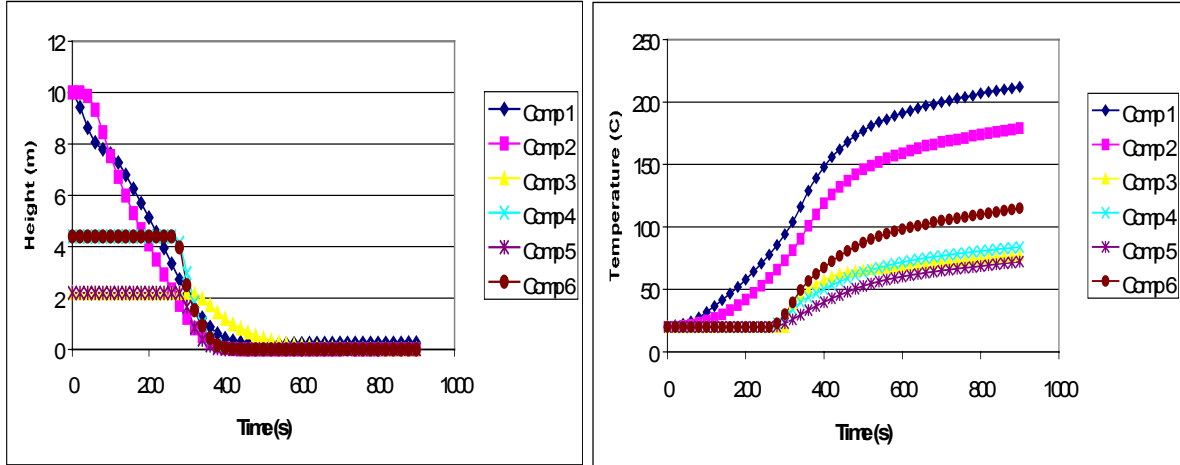 12
10
8
6
4
2
0
0 200 400 600 800 1000
Height (m)
Time(s)
Comp1
Comp2
Comp3
Comp4
Comp5
Comp6
250
200
150
100
50
0
0 200 400 600 800 1000
Temperature (C)
Time(s)
Comp1
Comp2
Comp3
Comp4
Comp5
Comp6